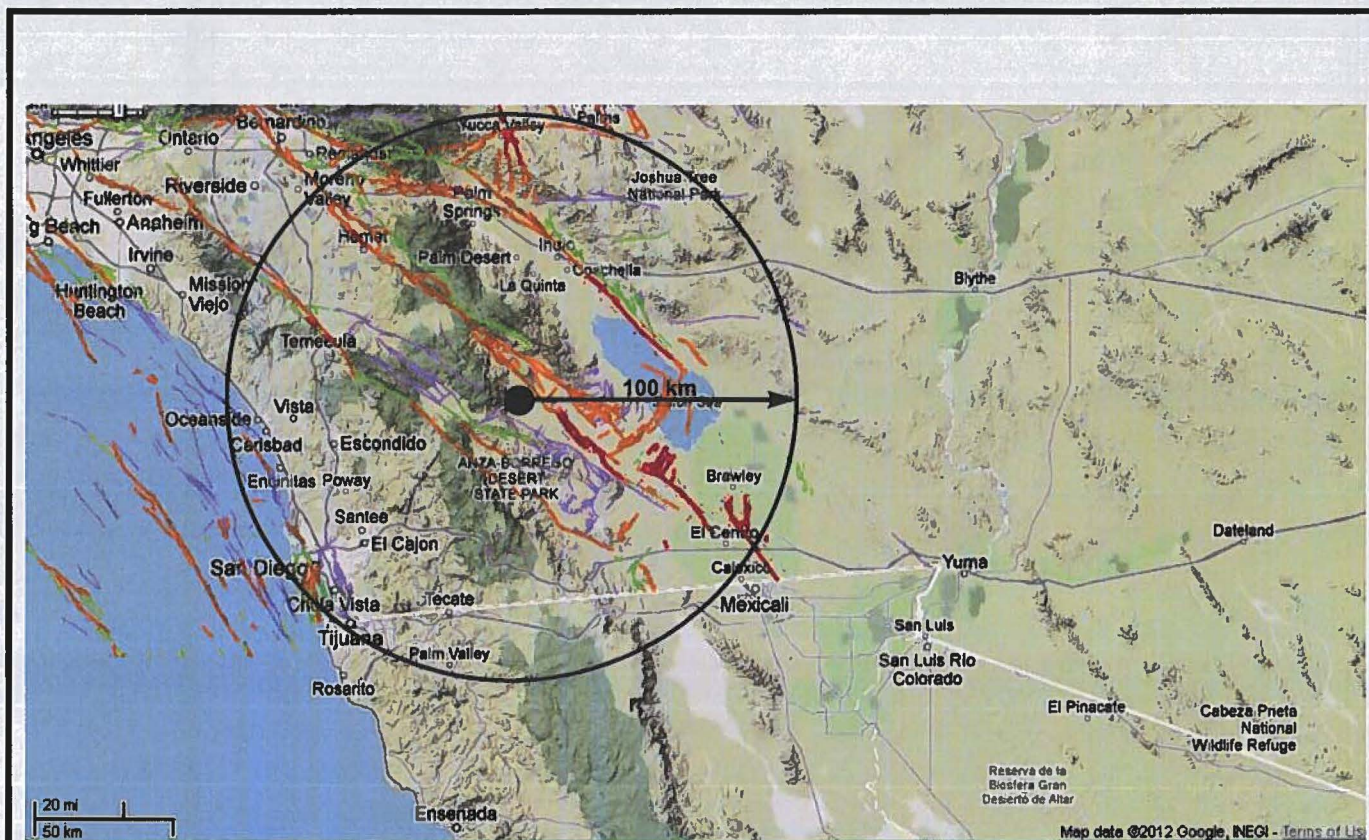 Yucca Valley
Palms
Bernardino
Angeles
Ontario
Whittier
Riverside
Moreno
Valley
Joshua Tree
National Park
Fullerton
Anaheim
Palm
Springs
g Beach
Hemet
Indio
Irvine
Palm Desert
Coachella
Mission
Viejo
La Quinta
Blythe
Huntington
Beach
Temecula
100 km
Oceanside
Vista
Carlsbad
Escondido
Encinitas
Poway
ANZA-BORREGO
DESERT
STATE PARK
Brawley
Santee
El Cajon
El Centro
Dateland
San Diego
Yuma
Calexico
Chula Vista
Tecate
Mexicali
Tijuana
San Luis
Palm Valley
San Luis Río
Colorado
Rosarito
El Pinacate
Cabeza Prieta
National
Wildlife Refuge
Reserva de la
Biosfera Gran
Desierto de Altar
20 mi
50 km
Ensenada
Map data ©2012 Google, INEGI - Terms of Us